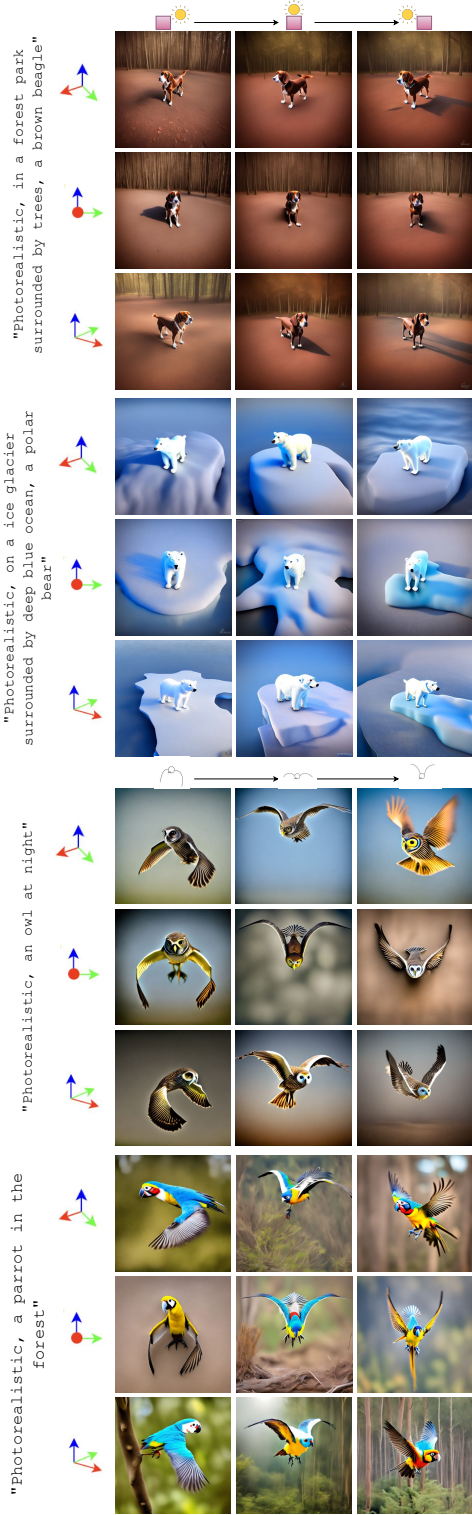 "Photorealistic, in a forest park
surrounded by trees, a brown beagle"
"Photorealistic, on a ice glacier
surrounded by deep blue ocean, a polar
bear"
"Photorealistic, an owl at night"
"Photorealistic, a parrot in the
forest"